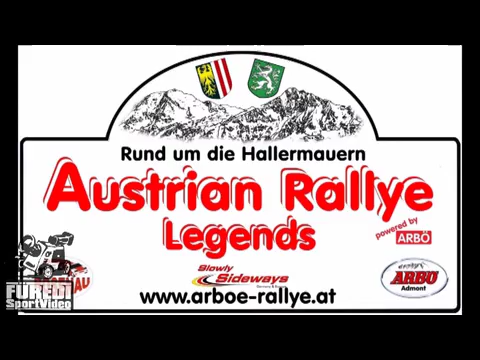 Rund um die Hallermauern
Austrian Rallye
Legends
powered by
ARBÖ
Slowly
Sideways
ARBÖ
Admont
www.arboe-rallye.at
FÜREDI
SportVideo